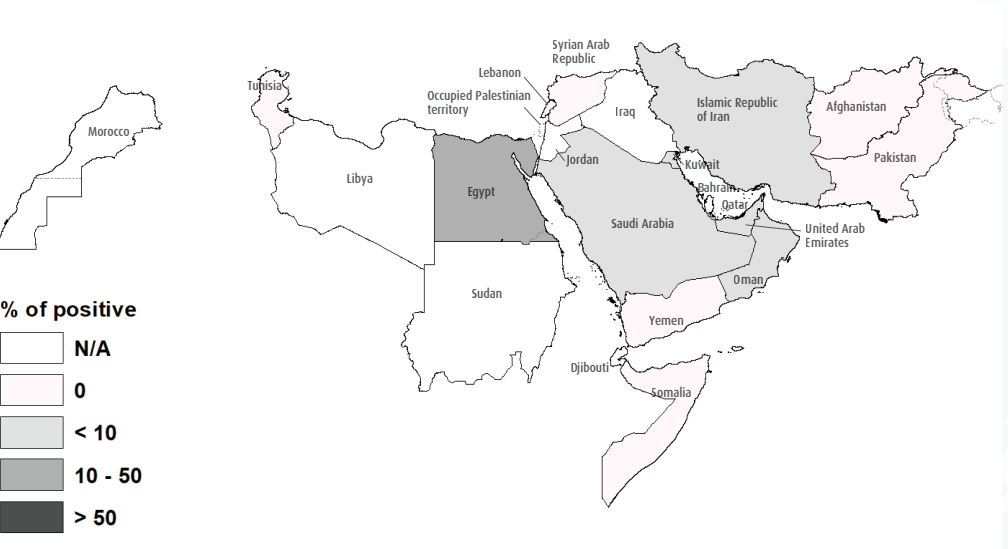 Syrian Arab
Republic
Lebanon
Tunisia
Occupied Palestinian
territory
Islamic Republic
of Iran
Afghanistan
Iraq
Morocco
Jordan
Pakistan
Kuwait
Libya
Egypt
Bahrain
Qatar
Saudi Arabia
United Arab
Emirates
Oman
Sudan
Yemen
Djibouti
Somalia
% of positive
N/A
0
< 10
10 - 50
> 50